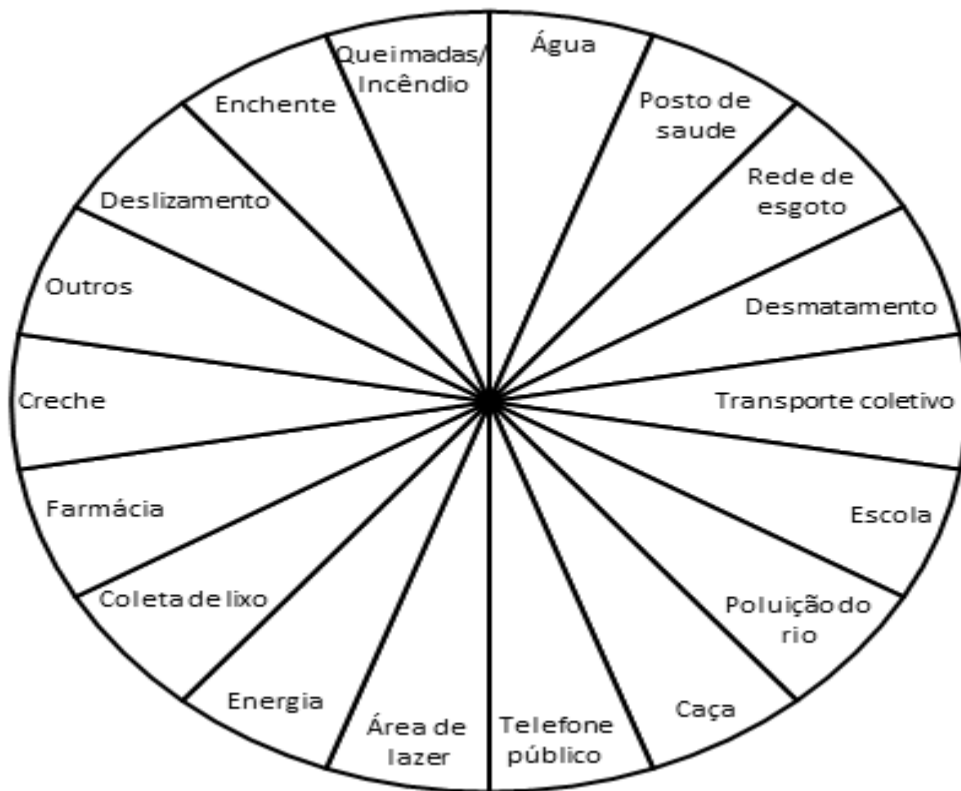 Água
Posto de
saude
Rede de
esgoto
Desmatamento
Transporte coletivo
Escola
Poluição do
rio
Caça
Telefone
público
Área de
lazer
Energia
Coleta de lixo
Farmácia
Creche
Outros
Deslizamento
Enchente
Queimadas/
Incêndio